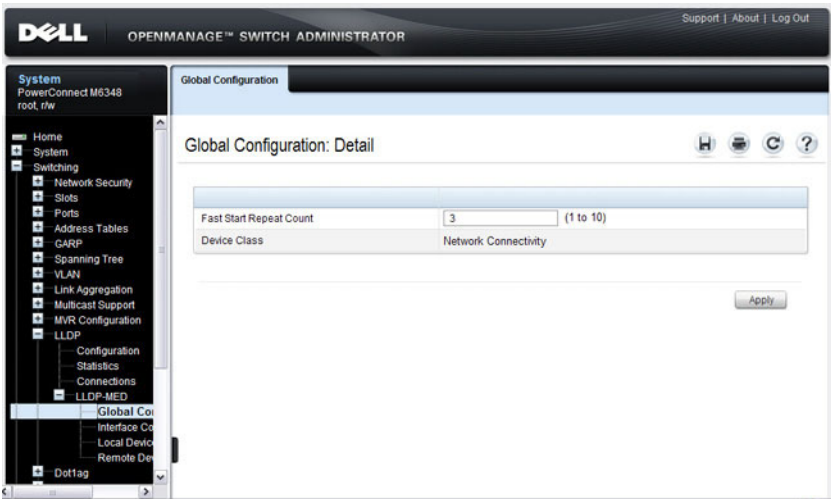 Support | About | Log Out
DELL
OPENMANAGE™ SWITCH ADMINISTRATOR
System
PowerConnect M6348
root, r/w
Home
System
Switching
Network Security
Slots
Ports
Address Tables
GARP
Spanning Tree
VLAN
Link Aggregation
Multicast Support
MVR Configuration
LLDP
Configuration
Statistics
Connections
LLDP-MED
Global Co
Interface Co
Local Device
Remote De
Dot1ag
Global Configuration
Global Configuration: Detail
?
Fast Start Repeat Count 3 (1 to 10)
Device Class Network Connectivity
Apply